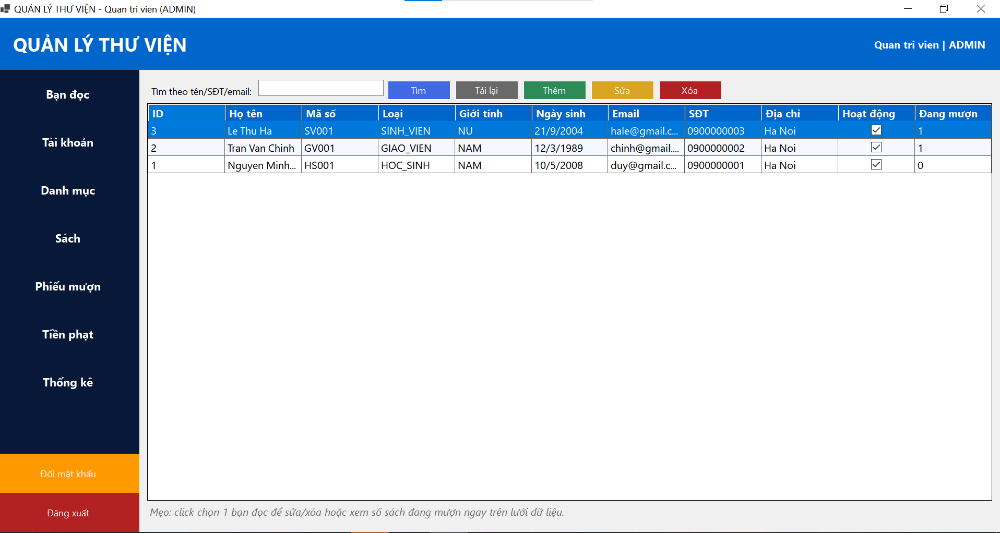 QUẢN LÝ THƯ VIỆN - Quan tri vien (ADMIN)
QUẢN LÝ THƯ VIỆN
Quan tri vien | ADMIN
Bạn đọc
Tài khoản
Danh mục
Sách
Phiếu mượn
Tiền phạt
Thống kê
Đổi mật khẩu
Đăng xuất
Tìm theo tên/SĐT/email: Tìm Tải lại Thêm Sửa Xóa
ID Họ tên Mã số Loại Giới tính Ngày sinh Email SĐT Địa chỉ Hoạt động Đang mượn
3 Le Thu Ha SV001 SINH_VIEN NU 21/9/2004 hale@gmail.c... 0900000003 Ha Noi 1
2 Tran Van Chinh GV001 GIAO_VIEN NAM 12/3/1989 chinh@gmail.... 0900000002 Ha Noi 1
1 Nguyen Minh... HS001 HOC_SINH NAM 10/5/2008 duy@gmail.c... 0900000001 Ha Noi 0
Mẹo: click chọn 1 bạn đọc để sửa/xóa hoặc xem số sách đang mượn ngay trên lưới dữ liệu.